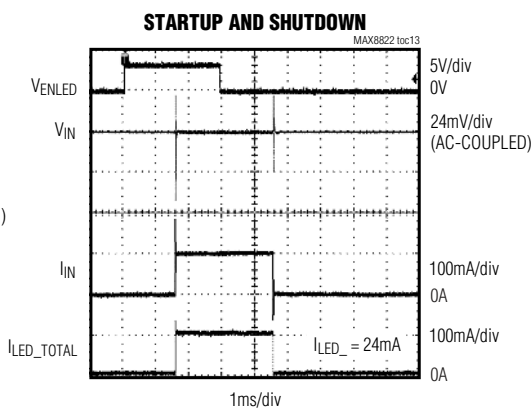 STARTUP AND SHUTDOWN
MAX8822 toc13
VENLED
5V/div
0V
VIN
24mV/div
(AC-COUPLED)
)
IIN
100mA/div
0A
ILED_TOTAL
ILED_ = 24mA
100mA/div
0A
1ms/div